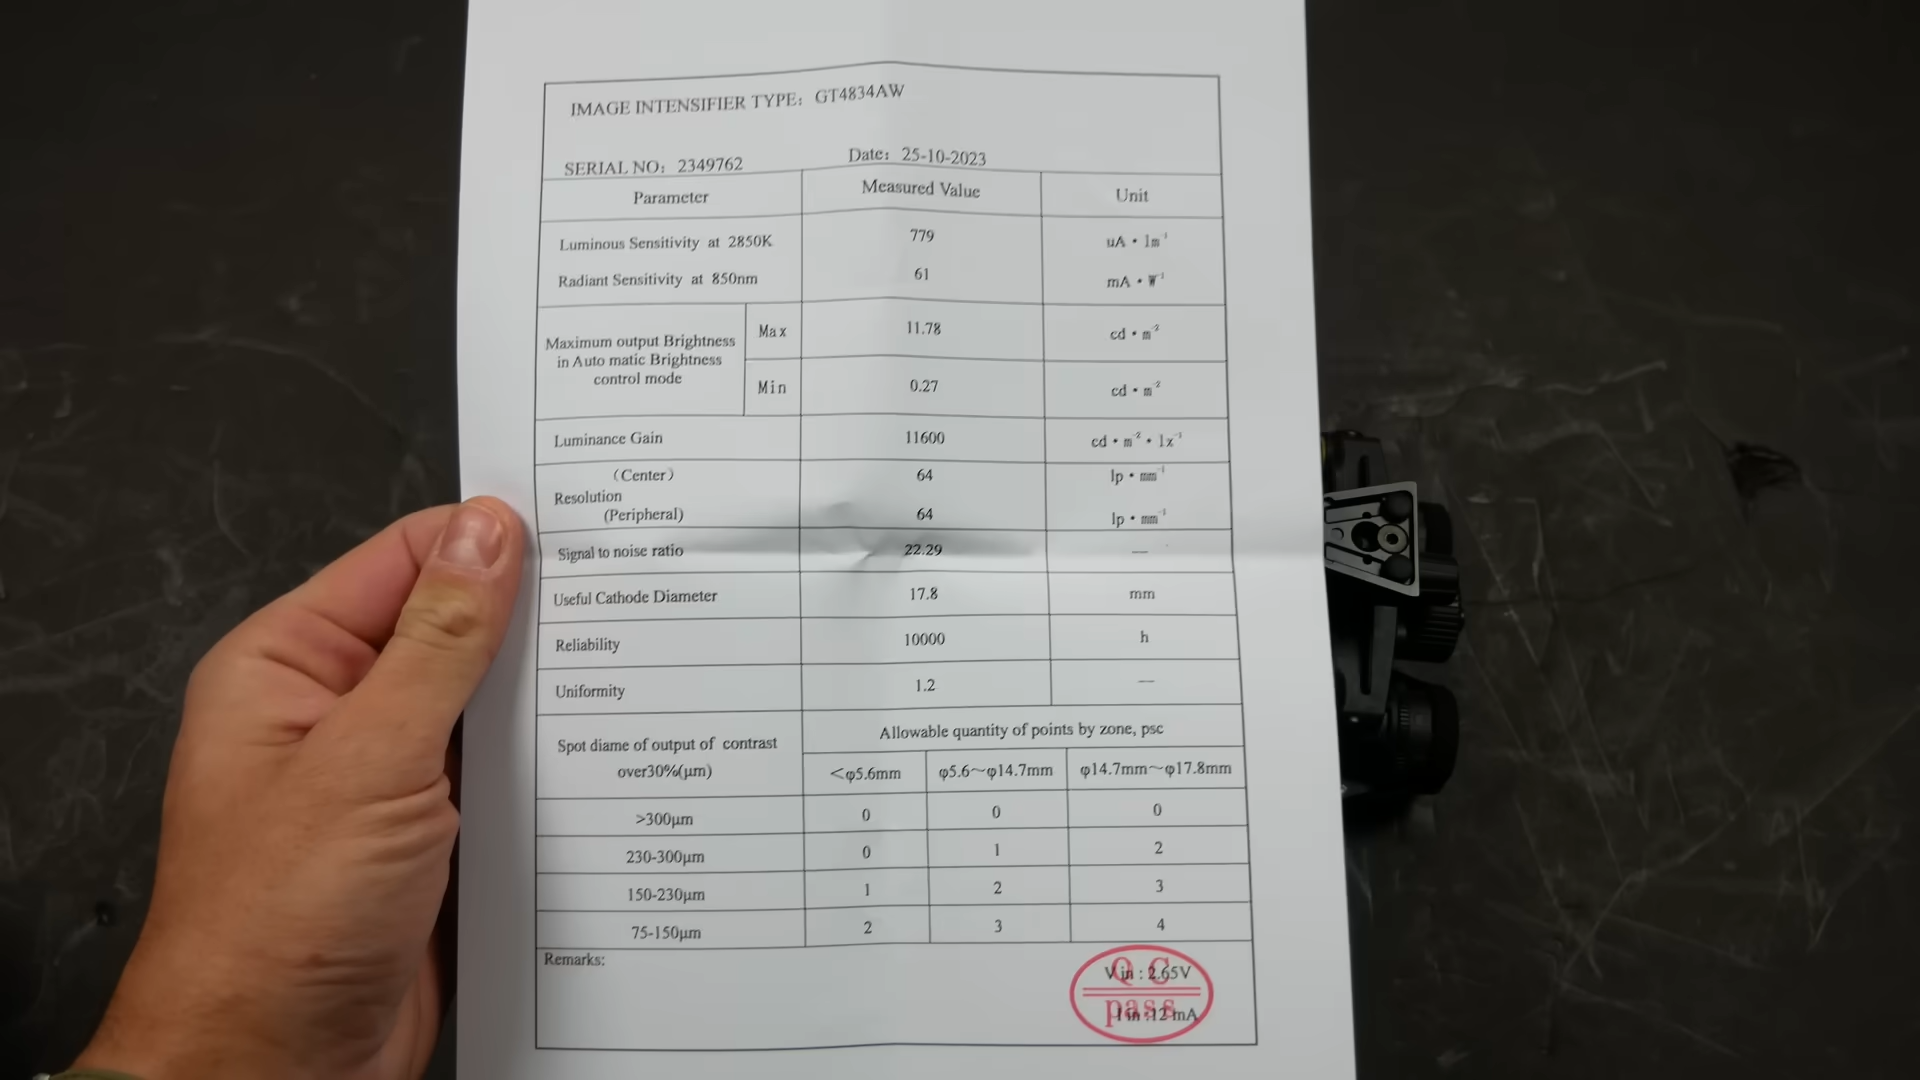 IMAGE INTENSIFIER TYPE: GT4834AW
SERIAL NO: 2349762 Date: 25-10-2023
Parameter Measured Value Unit
Luminous Sensitivity at 2850K 779 uA·lm⁻¹
Radiant Sensitivity at 850nm 61 mA·W⁻¹
Maximum output Brightness
in Auto matic Brightness
control mode
Max 11.78 cd·m⁻²
Min 0.27 cd·m⁻²
Luminance Gain 11600 cd·m⁻²·lx⁻¹
(Center) 64 lp·mm⁻¹
Resolution
(Peripheral) 64 lp·mm⁻¹
Signal to noise ratio 22.29 —
Useful Cathode Diameter 17.8 mm
Reliability 10000 h
Uniformity 1.2 —
Spot diame of output of contrast
over30%(μm)
Allowable quantity of points by zone, psc
<φ5.6mm φ5.6~φ14.7mm φ14.7mm~φ17.8mm
>300μm 0 0 0
230-300μm 0 1 2
150-230μm 1 2 3
75-150μm 2 3 4
Remarks:
QC
V in : 2.65V
pass
I in :12 mA